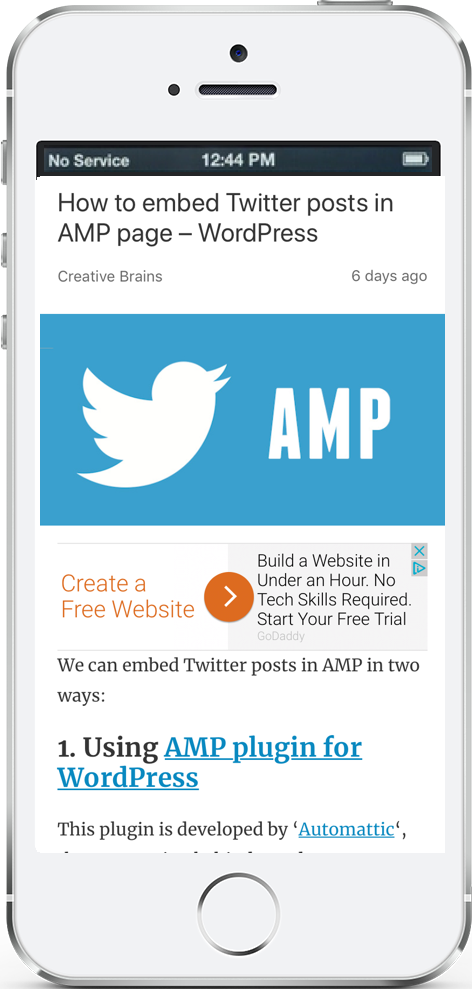 No Service 12:44 PM
How to embed Twitter posts in
AMP page – WordPress
Creative Brains 6 days ago
AMP
Create a
Free Website
Build a Website in
Under an Hour. No
Tech Skills Required.
Start Your Free Trial
GoDaddy
We can embed Twitter posts in AMP in two
ways:
1. Using AMP plugin for
WordPress
This plugin is developed by ‘Automattic‘,